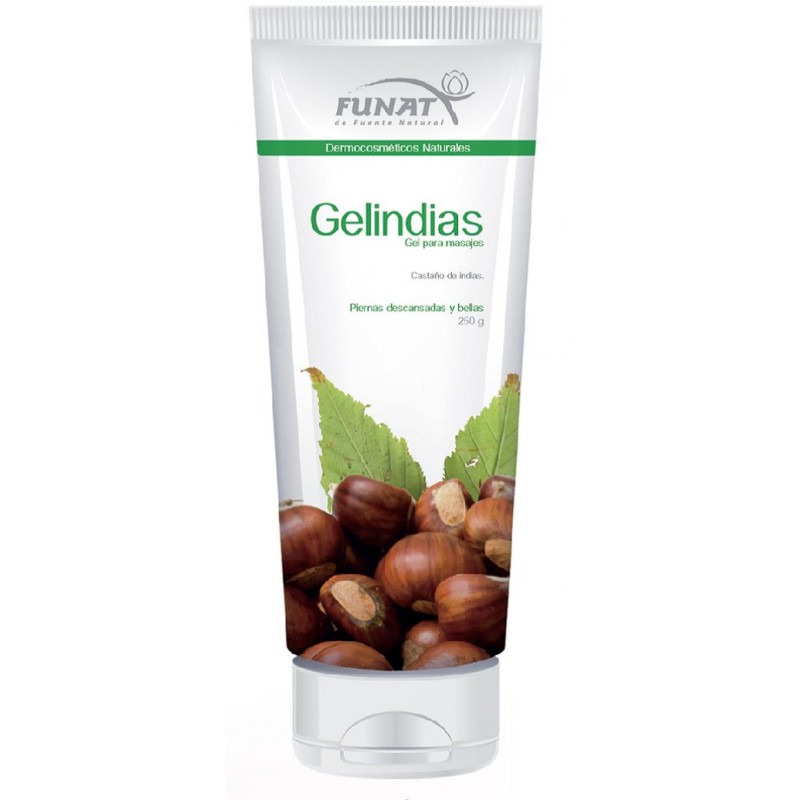 FUNAT
de Fuente Natural
Dermocosméticos Naturales
Gelindias
Gel para masajes
Castaño de indias.
Piernas descansadas y bellas
250 g